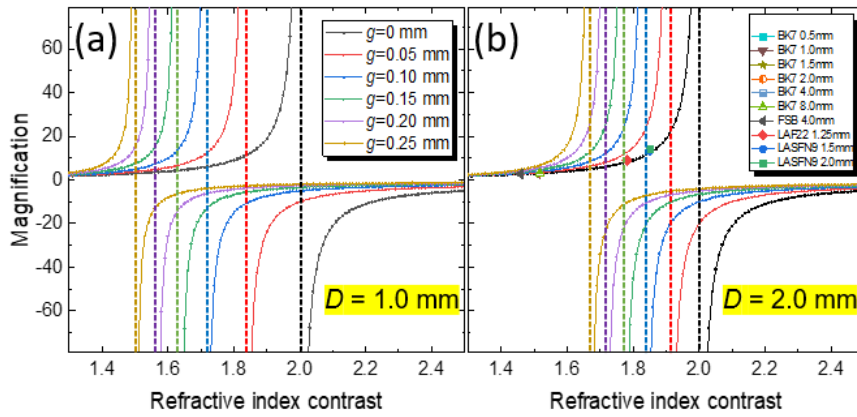 (a)
g=0 mm
g=0.05 mm
g=0.10 mm
g=0.15 mm
g=0.20 mm
g=0.25 mm
D = 1.0 mm
(b)
BK7 0.5mm
BK7 1.0mm
BK7 1.5mm
BK7 2.0mm
BK7 4.0mm
BK7 8.0mm
FSB 4.0mm
LAF22 1.25mm
LASFN9 1.5mm
LASFN9 2.0mm
D = 2.0 mm
Magnification
80
60
40
20
0
-20
-40
-60
1.4 1.6 1.8 2.0 2.2 2.4
1.4 1.6 1.8 2.0 2.2 2.4
Refractive index contrast
Refractive index contrast